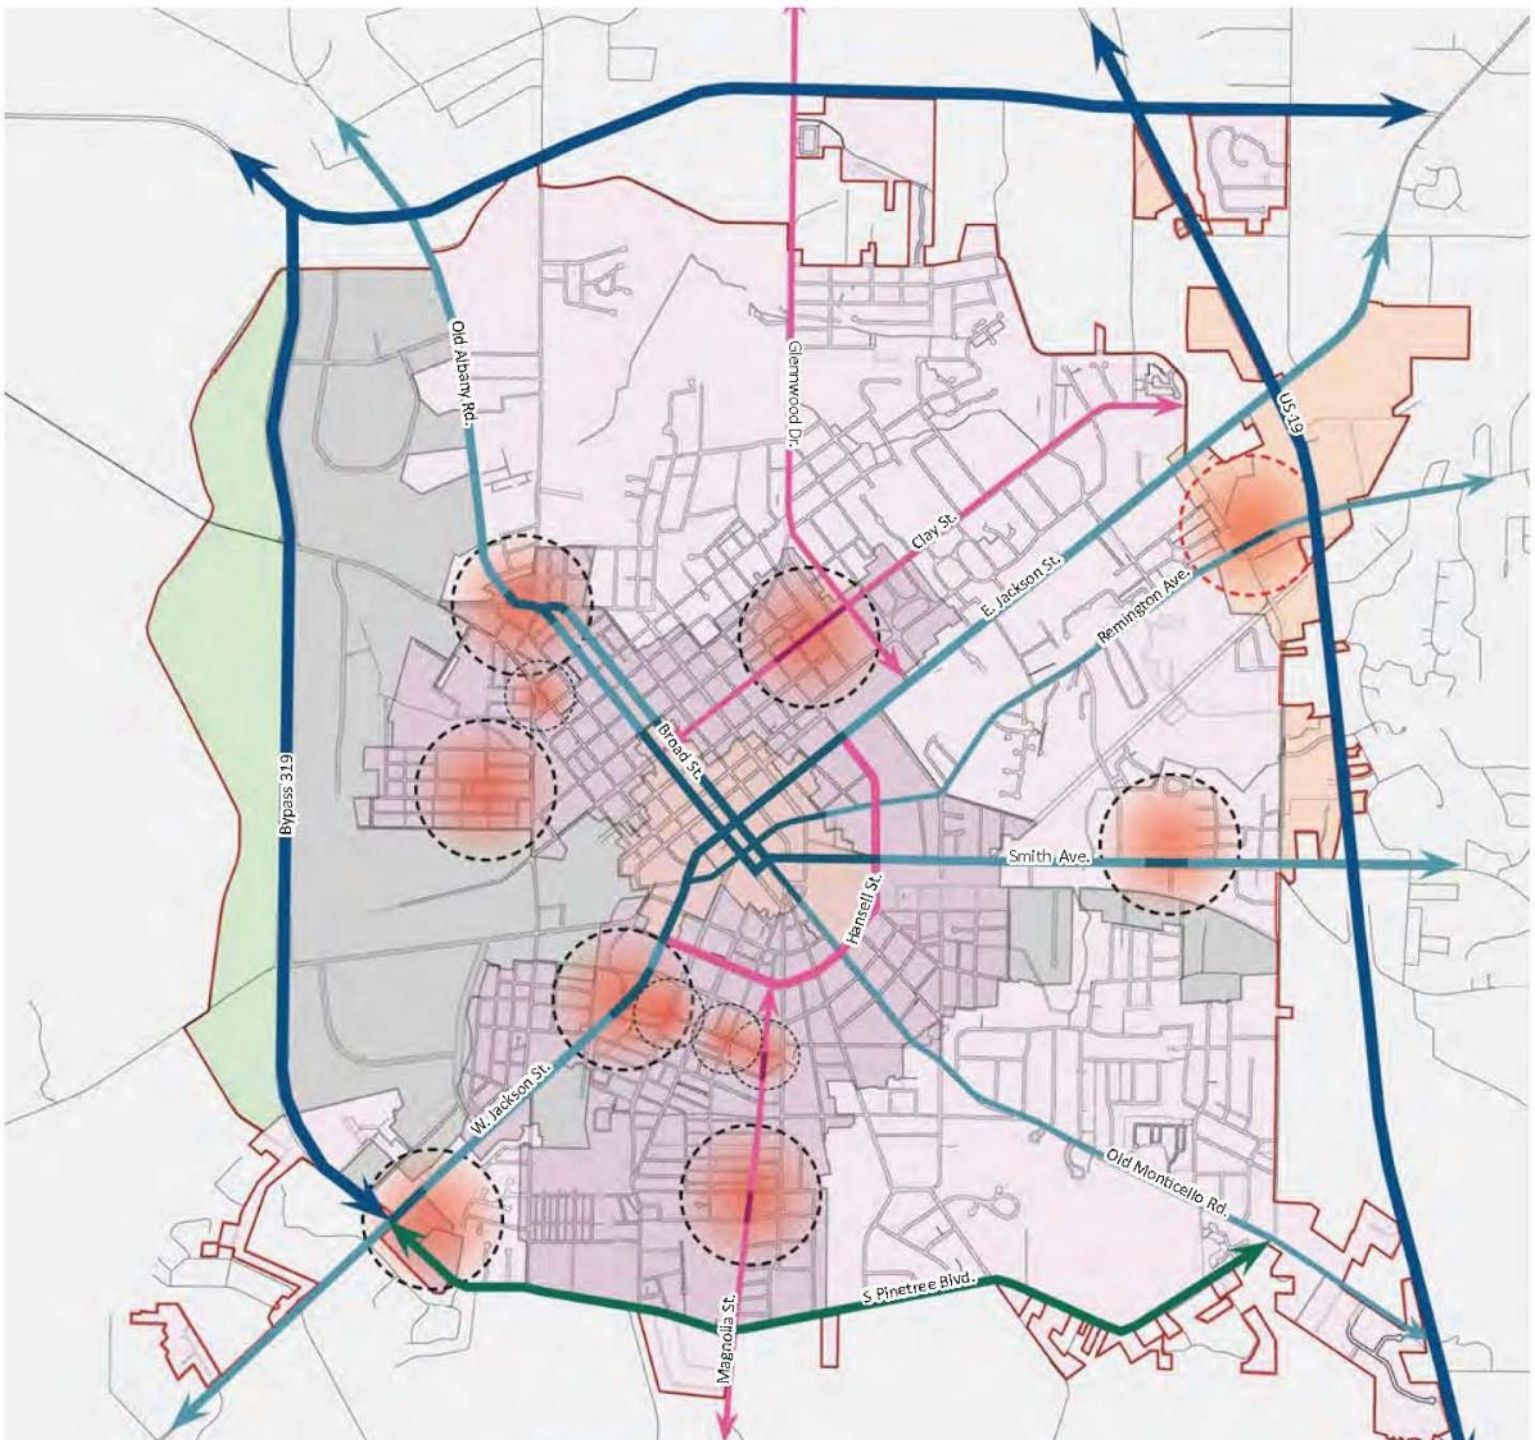 Old Albany Rd.
Glennwood Dr.
US-19
Clay St.
E. Jackson St.
Remington Ave.
Broad St.
Bypass 319
Smith Ave.
Hansell St.
W. Jackson St.
Old Monticello Rd.
S Pinetree Blvd.
Magnolia St.